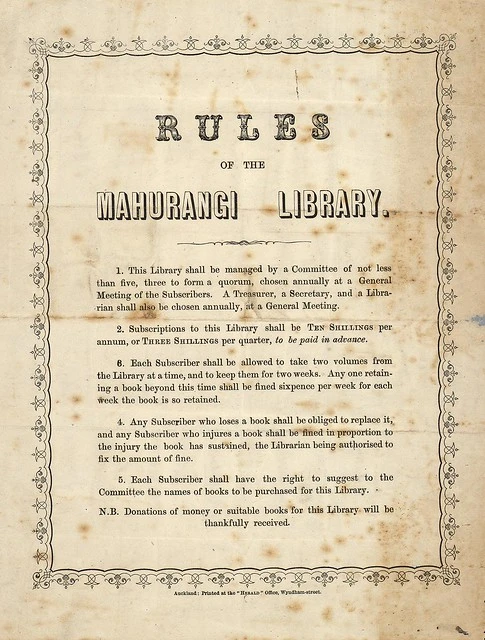 RULES
OF THE
MAHURANGI LIBRARY.
1. This Library shall be managed by a Committee of not less
than five, three to form a quorum, chosen annually at a General
Meeting of the Subscribers. A Treasurer, a Secretary, and a Libra-
rian shall also be chosen annually, at a General Meeting.
2. Subscriptions to this Library shall be TEN SHILLINGS per
annum, or THREE SHILLINGS per quarter, to be paid in advance.
6. Each Subscriber shall be allowed to take two volumes from
the Library at a time, and to keep them for two weeks. Any one retain-
ing a book beyond this time shall be fined sixpence per week for each
week the book is so retained.
4. Any Subscriber who loses a book shall be obliged to replace it,
and any Subscriber who injures a book shall be fined in proportion to
the injury the book has sustained, the Librarian being authorised to
fix the amount of fine.
5. Each Subscriber shall have the right to suggest to the
Committee the names of books to be purchased for this Library.
N.B. Donations of money or suitable books for this Library will be
thankfully received.
Auckland: Printed at the "HERALD" Office, Wyndham-street.